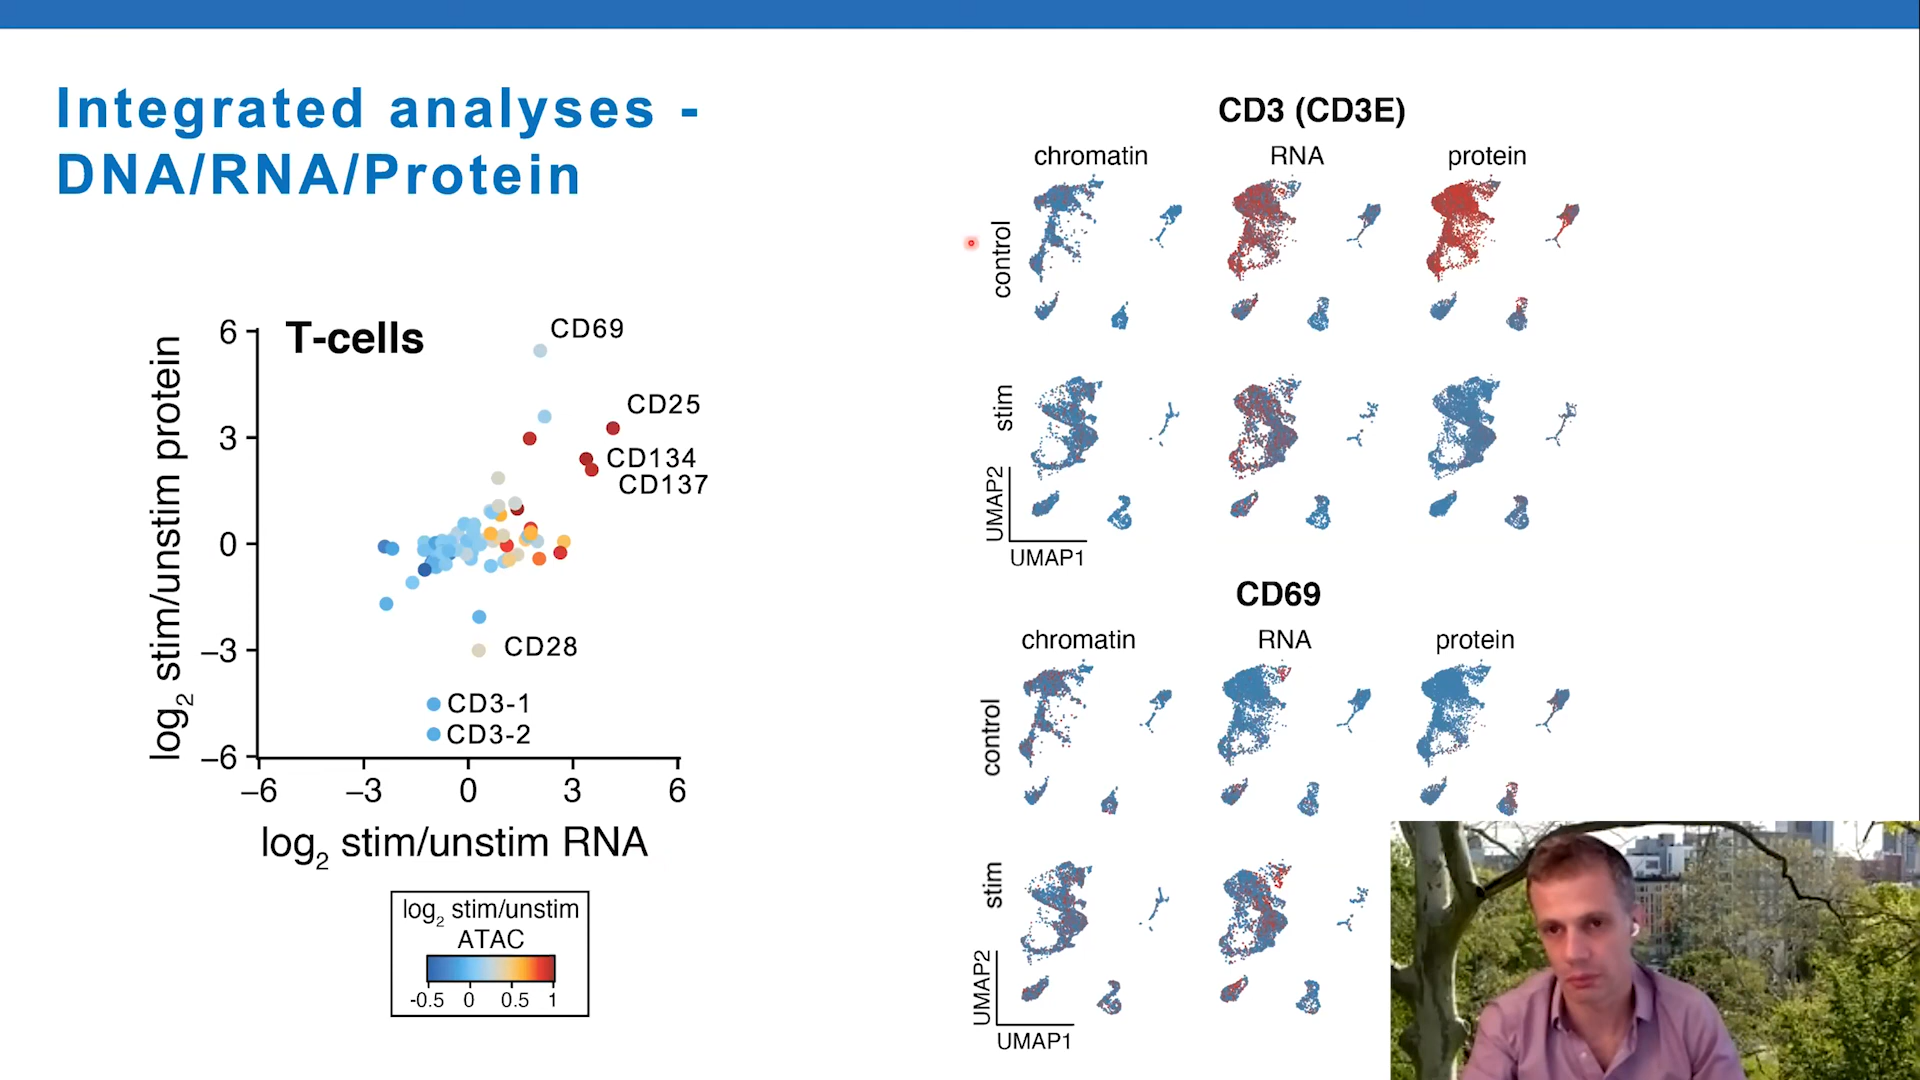 Integrated analyses -
DNA/RNA/Protein
T-cells
CD69
CD25
CD134
CD137
CD28
CD3-1
CD3-2
log2 stim/unstim protein
6
3
0
–3
–6
–6
–3
0
3
6
log2 stim/unstim RNA
log2 stim/unstim
ATAC
-0.5
0
0.5
1
CD3 (CD3E)
chromatin
RNA
protein
control
stim
UMAP2
UMAP1
CD69
chromatin
RNA
protein
control
stim
UMAP2
UMAP1